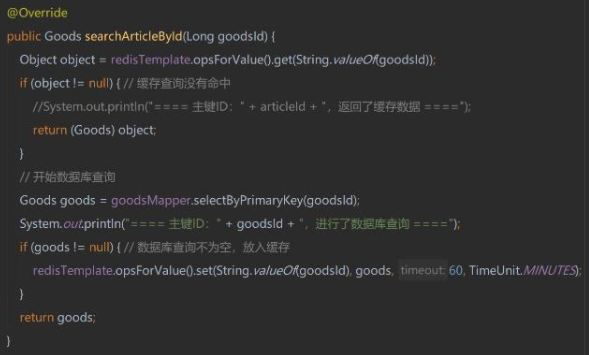 @Override
public Goods searchArticleById(Long goodsId) {
Object object = redisTemplate.opsForValue().get(String.valueOf(goodsId));
if (object != null) { // 缓存查询没有命中
//System.out.println("==== 主键ID：" + articleId + "，返回了缓存数据 ====");
return (Goods) object;
}
// 开始数据库查询
Goods goods = goodsMapper.selectByPrimaryKey(goodsId);
System.out.println("==== 主键ID：" + goodsId + "，进行了数据库查询 ====");
if (goods != null) { // 数据库查询不为空，放入缓存
redisTemplate.opsForValue().set(String.valueOf(goodsId), goods, timeout: 60, TimeUnit.MINUTES);
}
return goods;
}